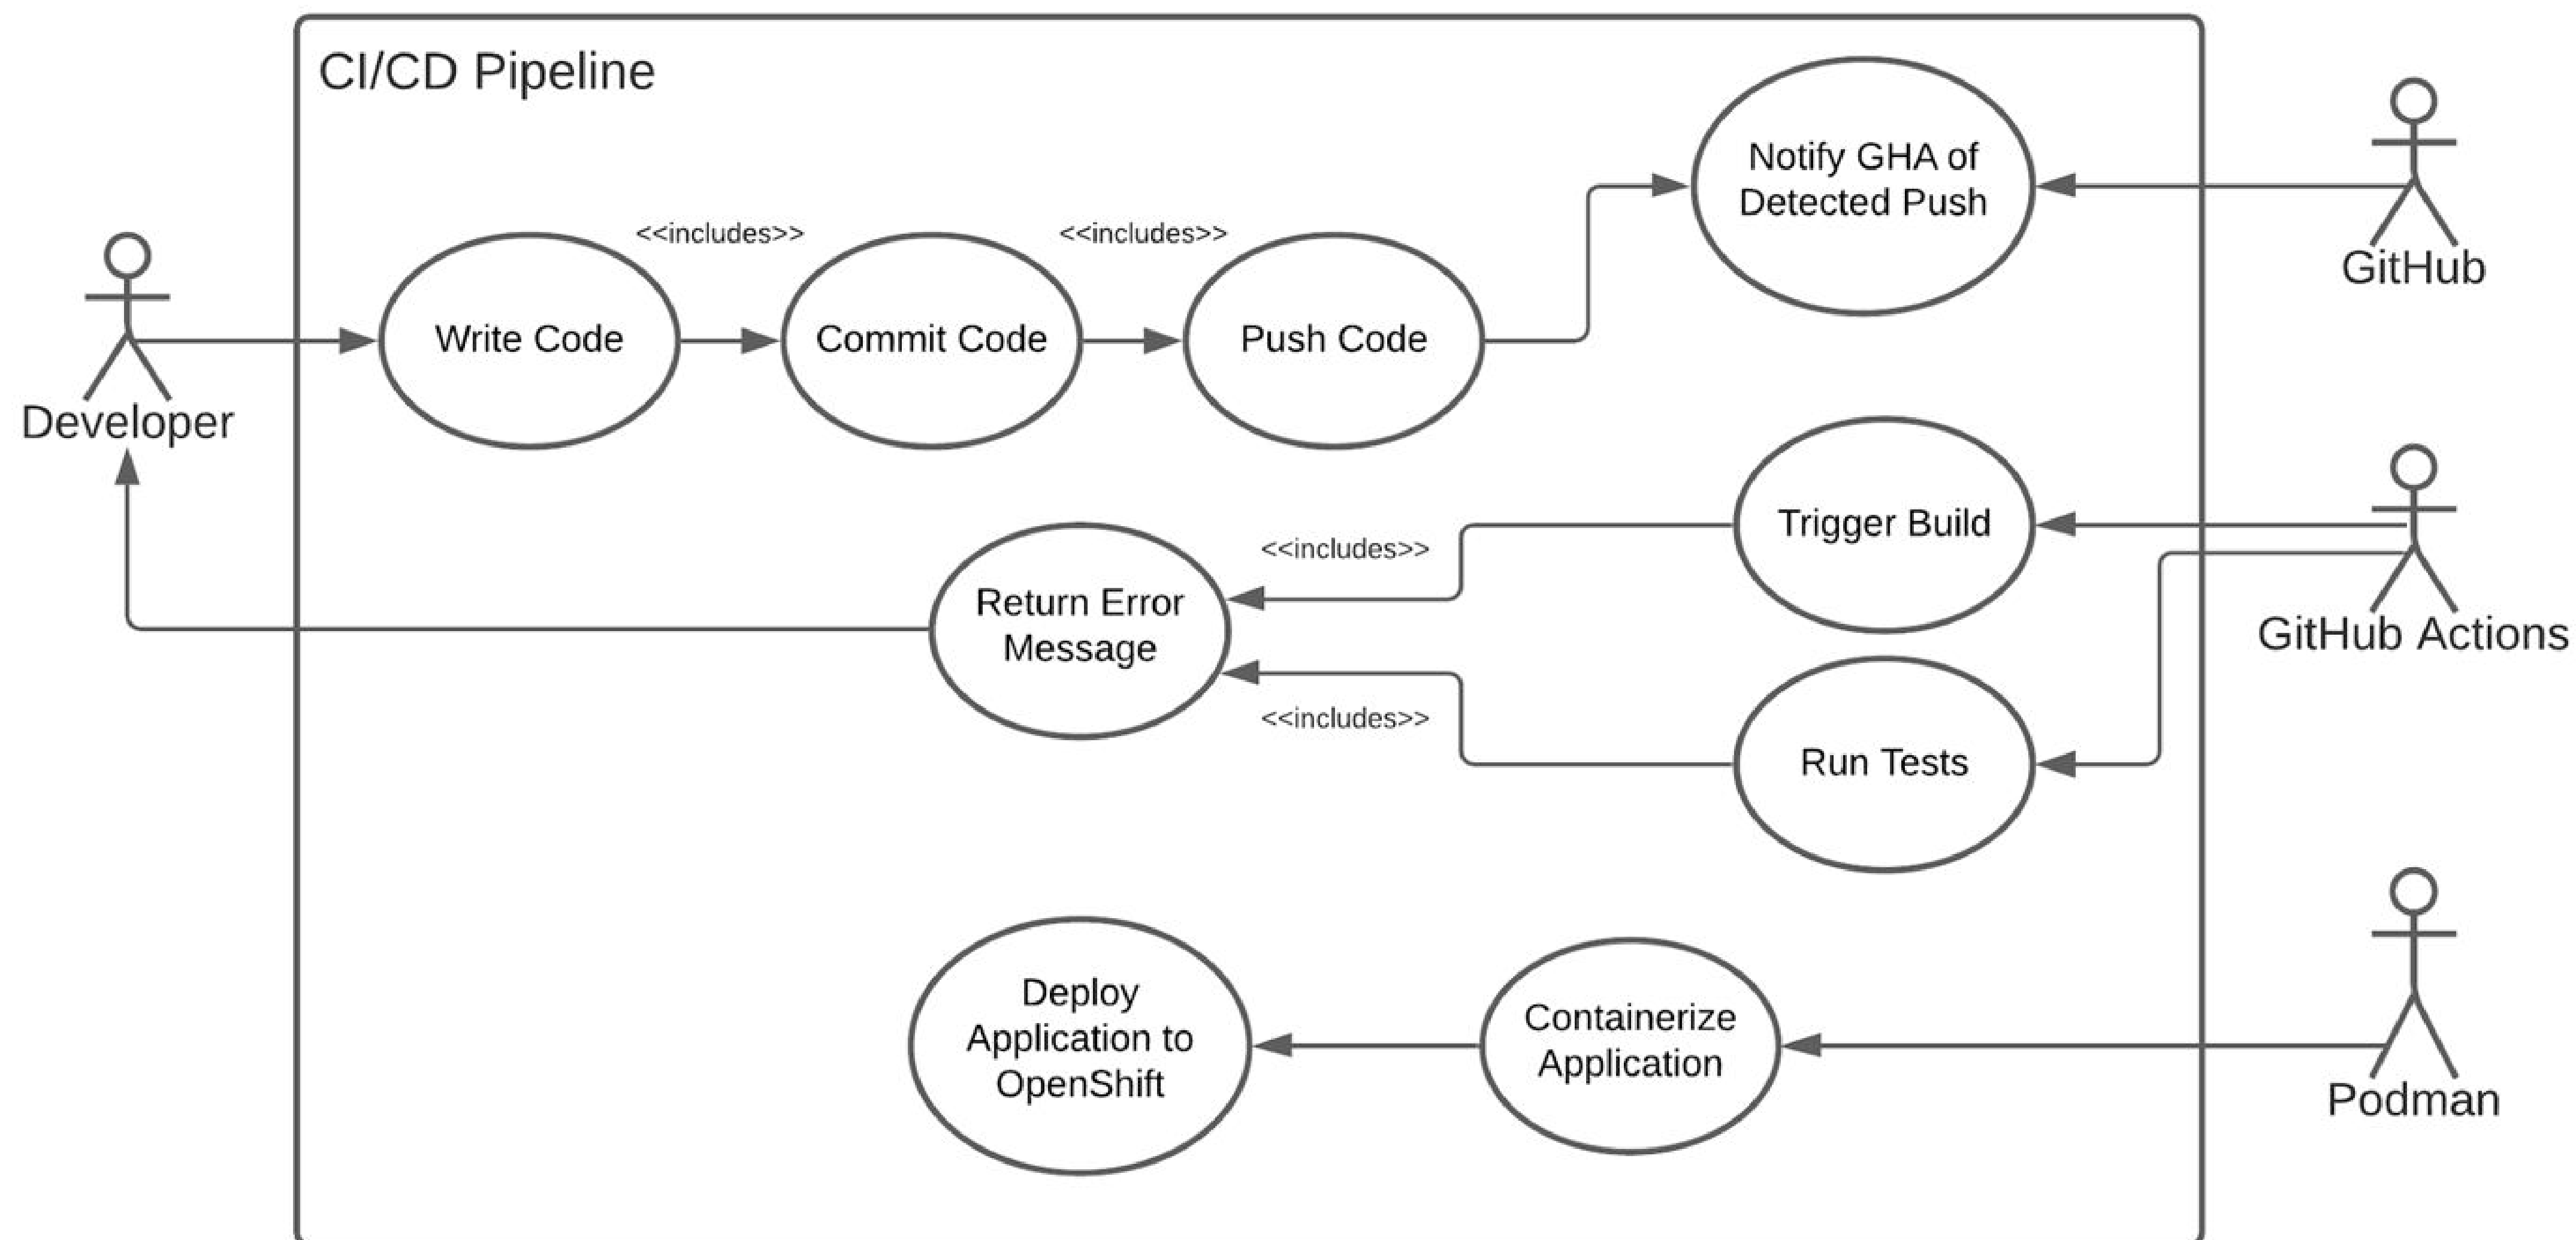 CI/CD Pipeline
Notify GHA of
Detected Push
GitHub
<<includes>>
<<includes>>
Developer
Write Code
Commit Code
Push Code
Trigger Build
GitHub Actions
<<includes>>
Return Error
Message
<<includes>>
Run Tests
Deploy
Application to
OpenShift
Containerize
Application
Podman